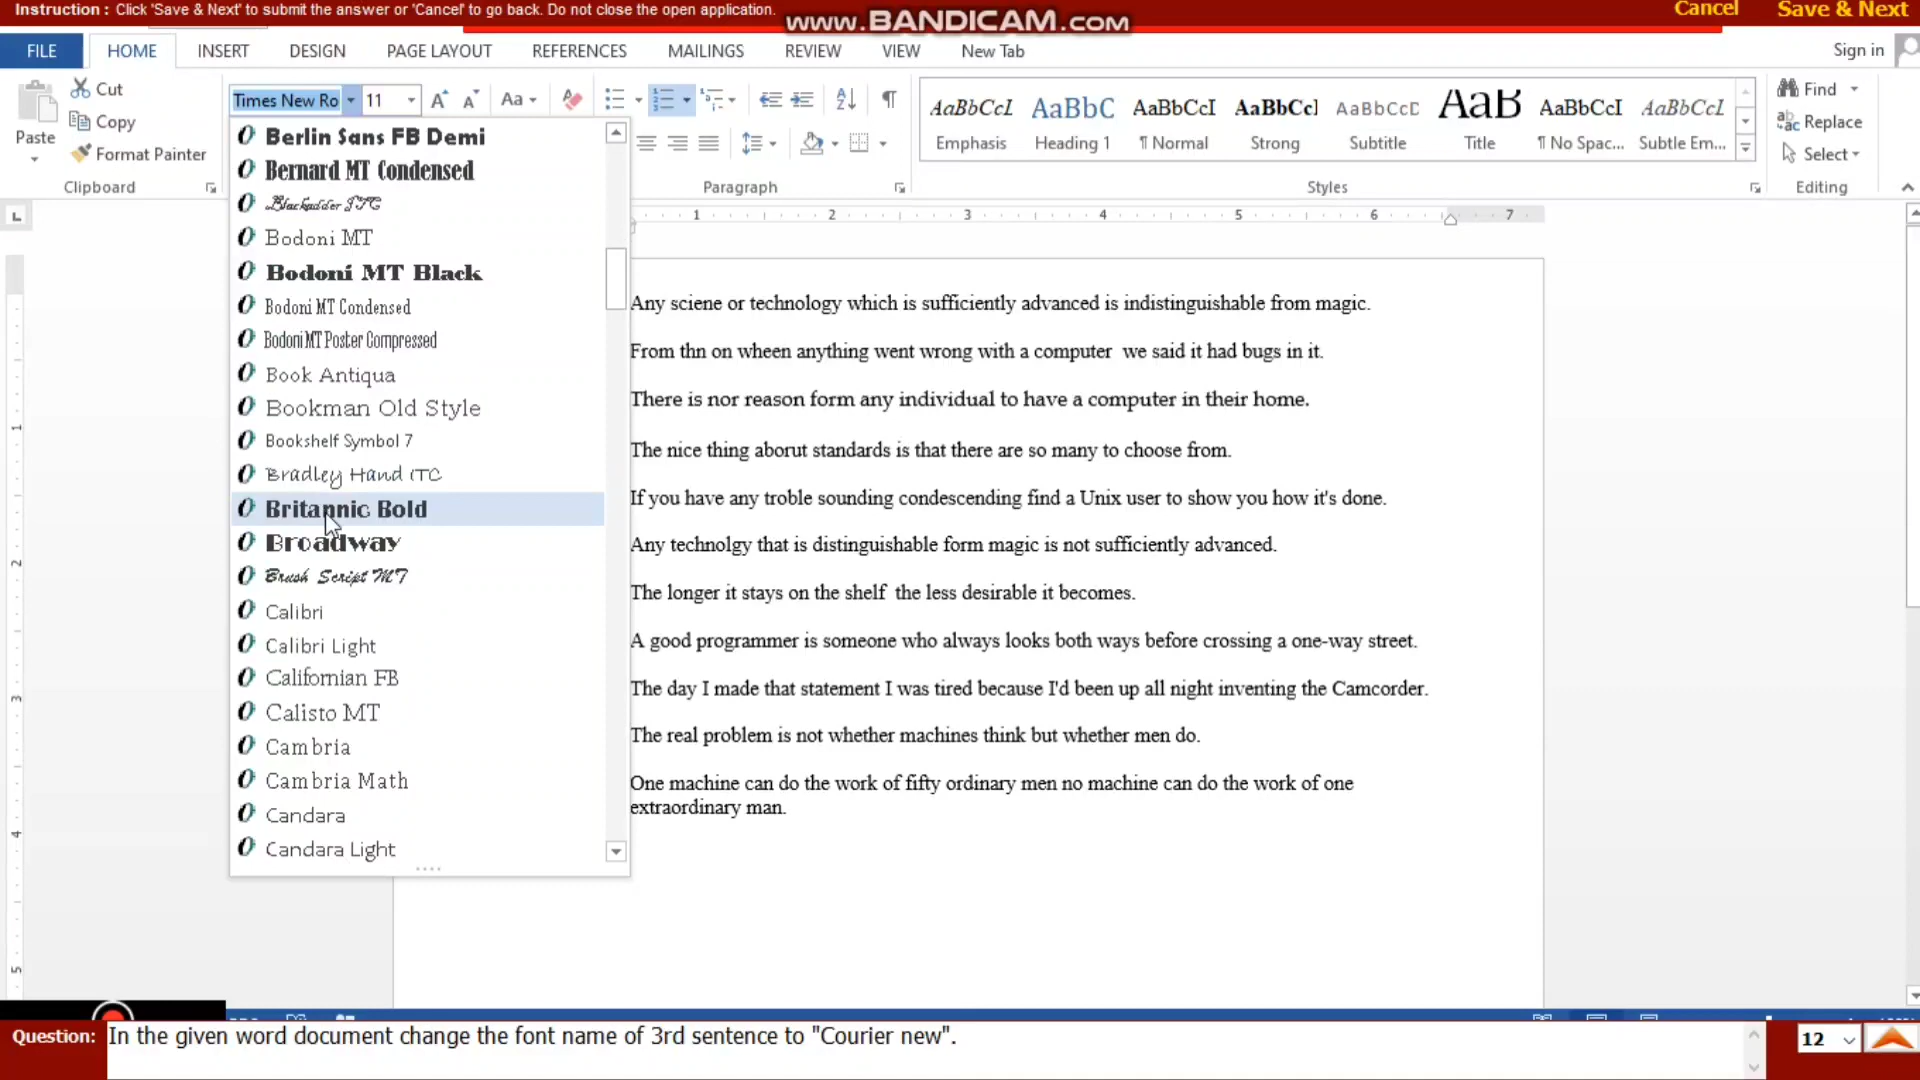 Instruction : Click 'Save & Next' to submit the answer or 'Cancel' to go back. Do not close the open application.
www.BANDICAM.com
Cancel Save & Next
FILE HOME INSERT DESIGN PAGE LAYOUT REFERENCES MAILINGS REVIEW VIEW New Tab Sign in
Paste
Cut
Copy
Format Painter
Clipboard
Times New Ro 11
Aa
Paragraph
AaBbCcI AaBbC AaBbCcI AaBbCcI AaBbCcD AaB AaBbCcI AaBbCcI
Emphasis Heading 1 ¶ Normal Strong Subtitle Title ¶ No Spac... Subtle Em...
Styles
Find
Replace
Select
Editing
L
1 2 3 4 5 6 7
Berlin Sans FB Demi
Bernard MT Condensed
Blackadder ITC
Bodoni MT
Bodoni MT Black
Bodoni MT Condensed
Bodoni MT Poster Compressed
Book Antiqua
Bookman Old Style
Bookshelf Symbol 7
Bradley Hand ITC
Britannic Bold
Broadway
Brush Script MT
Calibri
Calibri Light
Californian FB
Calisto MT
Cambria
Cambria Math
Candara
Candara Light
1
2
3
4
5
Any sciene or technology which is sufficiently advanced is indistinguishable from magic.
From thn on wheen anything went wrong with a computer  we said it had bugs in it.
There is nor reason form any individual to have a computer in their home.
The nice thing aborut standards is that there are so many to choose from.
If you have any troble sounding condescending find a Unix user to show you how it's done.
Any technolgy that is distinguishable form magic is not sufficiently advanced.
The longer it stays on the shelf  the less desirable it becomes.
A good programmer is someone who always looks both ways before crossing a one-way street.
The day I made that statement I was tired because I'd been up all night inventing the Camcorder.
The real problem is not whether machines think but whether men do.
One machine can do the work of fifty ordinary men no machine can do the work of one
extraordinary man.
Question: In the given word document change the font name of 3rd sentence to "Courier new".
12